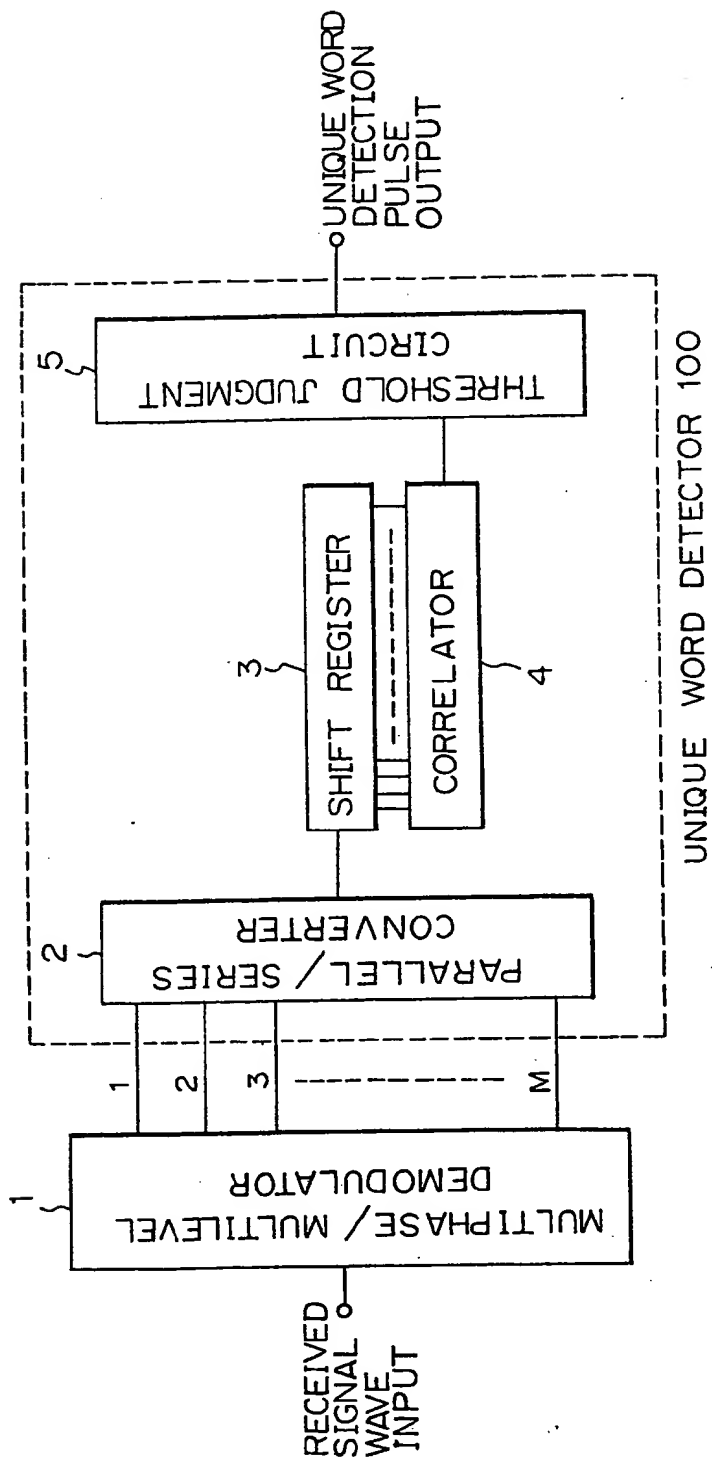 RECEIVED
SIGNAL
WAVE
INPUT
1
MULTIPHASE / MULTILEVEL
DEMODULATOR
1
2
3
M
2
PARALLEL / SERIES
CONVERTER
3
SHIFT REGISTER
CORRELATOR
4
5
THRESHOLD JUDGMENT
CIRCUIT
UNIQUE WORD
DETECTION
PULSE
OUTPUT
UNIQUE WORD DETECTOR 100